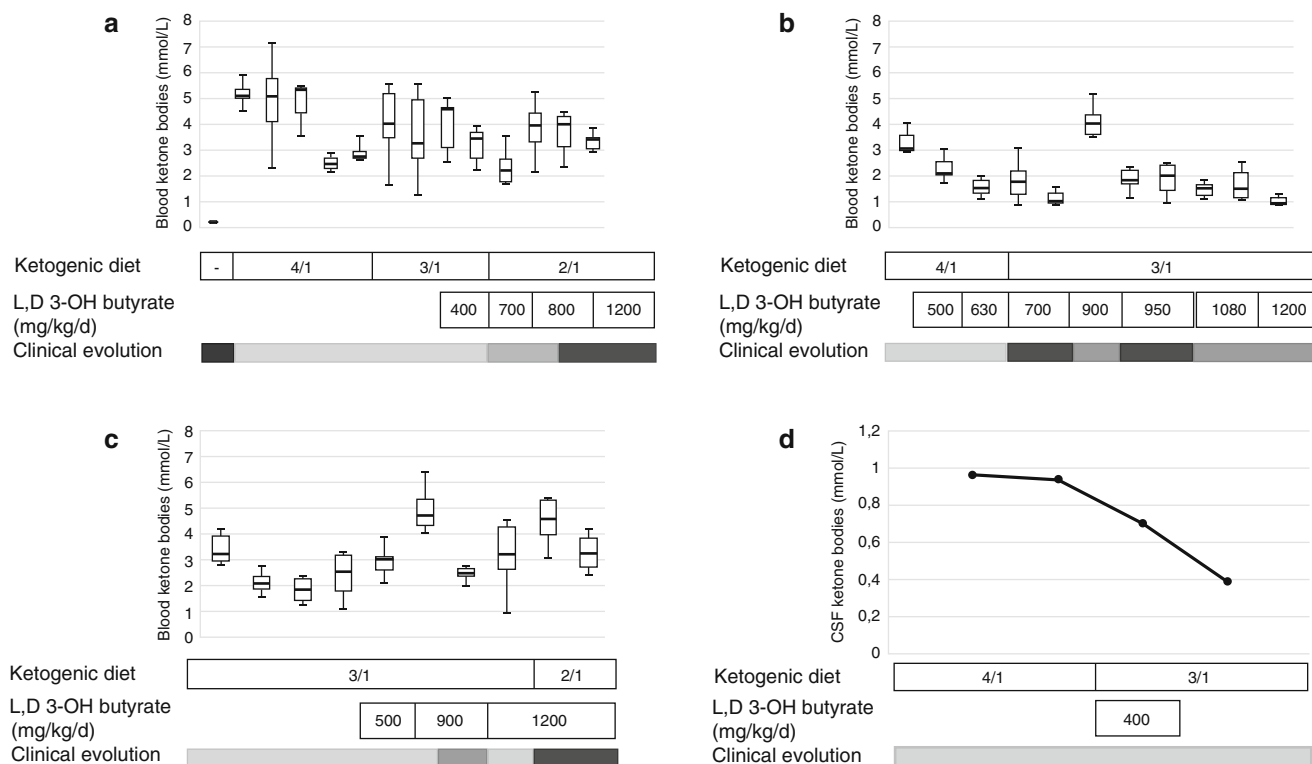 a
Blood ketone bodies (mmol/L)
8
7
6
5
4
3
2
1
0
Ketogenic diet
- 4/1 3/1 2/1
L,D 3-OH butyrate
(mg/kg/d)
400 700 800 1200
Clinical evolution
b
Blood ketone bodies (mmol/L)
8
7
6
5
4
3
2
1
0
Ketogenic diet
4/1 3/1
L,D 3-OH butyrate
(mg/kg/d)
500 630 700 900 950 1080 1200
Clinical evolution
c
Blood ketone bodies (mmol/L)
8
7
6
5
4
3
2
1
0
Ketogenic diet
3/1 2/1
L,D 3-OH butyrate
(mg/kg/d)
500 900 1200
Clinical evolution
d
CSF ketone bodies (mmol/L)
1,2
1
0,8
0,6
0,4
0,2
0
Ketogenic diet
4/1 3/1
L,D 3-OH butyrate
(mg/kg/d)
400
Clinical evolution